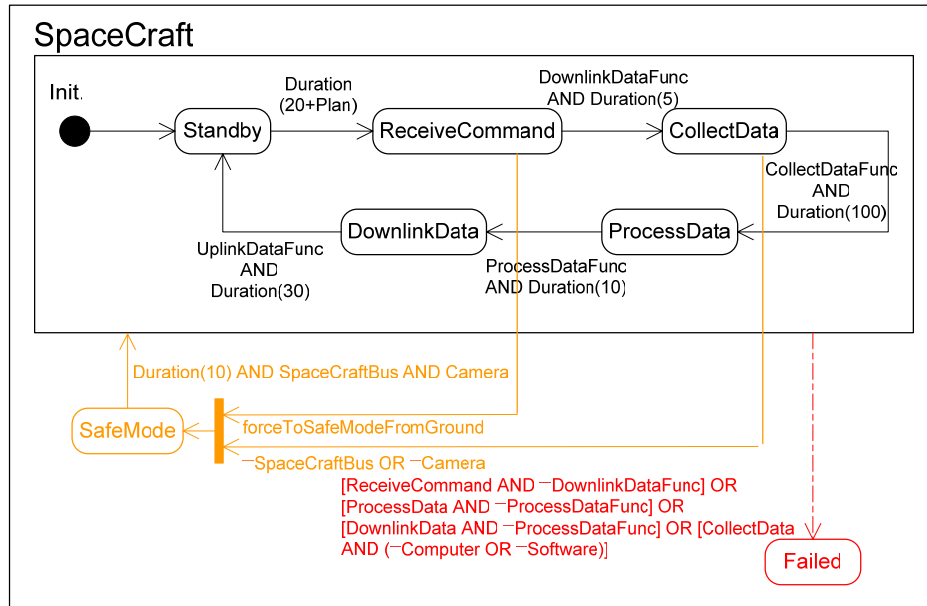 SpaceCraft
Init.
Duration
(20+Plan)
DownlinkDataFunc
AND Duration(5)
Standby
ReceiveCommand
CollectData
CollectDataFunc
AND
Duration(100)
DownlinkData
ProcessData
UplinkDataFunc
AND
Duration(30)
ProcessDataFunc
AND Duration(10)
Duration(10) AND SpaceCraftBus AND Camera
SafeMode
forceToSafeModeFromGround
¬SpaceCraftBus OR ¬Camera
[ReceiveCommand AND ¬DownlinkDataFunc] OR
[ProcessData AND ¬ProcessDataFunc] OR
[DownlinkData AND ¬ProcessDataFunc] OR [CollectData
AND (¬Computer OR ¬Software)]
Failed